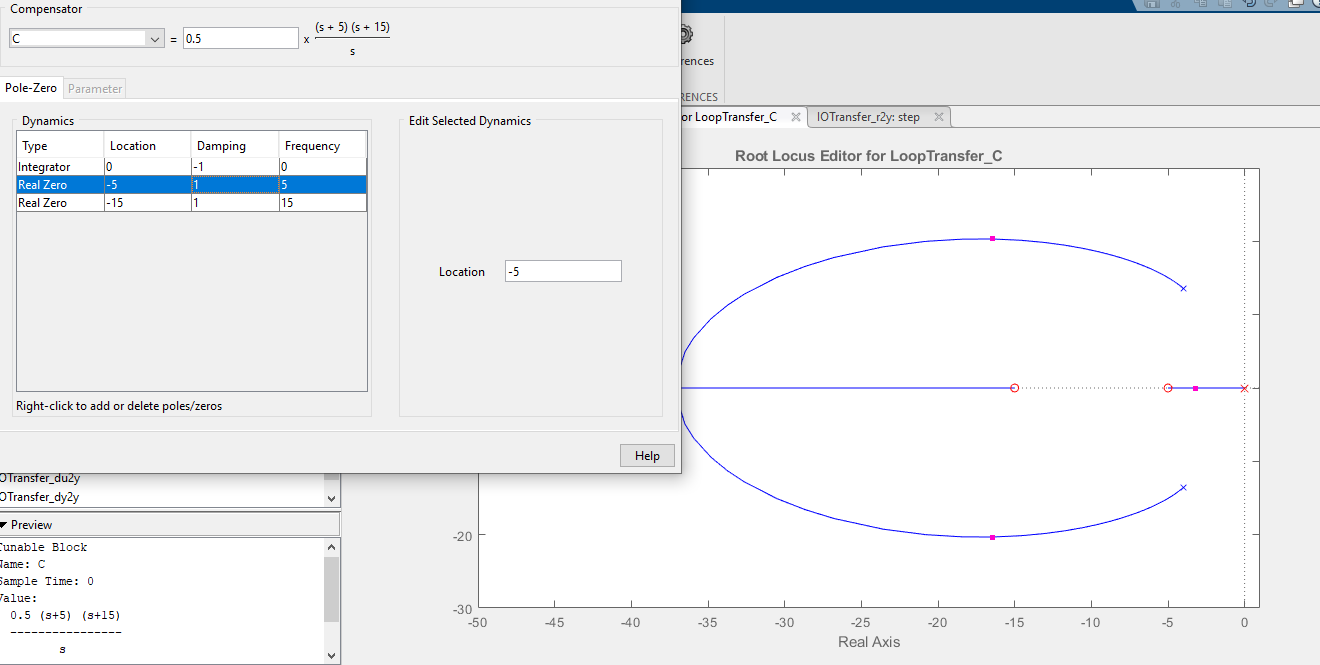 Compensator
C = 0.5 x (s + 5) (s + 15)
s
Pole-Zero Parameter
Dynamics
Type Location Damping Frequency
Integrator 0 -1 0
Real Zero -5 1 5
Real Zero -15 1 15
Right-click to add or delete poles/zeros
Edit Selected Dynamics
Location -5
Help
OTransfer_du2y
OTransfer_dy2y
Preview
Tunable Block
Name: C
Sample Time: 0
Value:
0.5 (s+5) (s+15)
----------------
s
rences
RENCES
or LoopTransfer_C
IOTransfer_r2y: step
Root Locus Editor for LoopTransfer_C
-20
-30
-50 -45 -40 -35 -30 -25 -20 -15 -10 -5 0
Real Axis